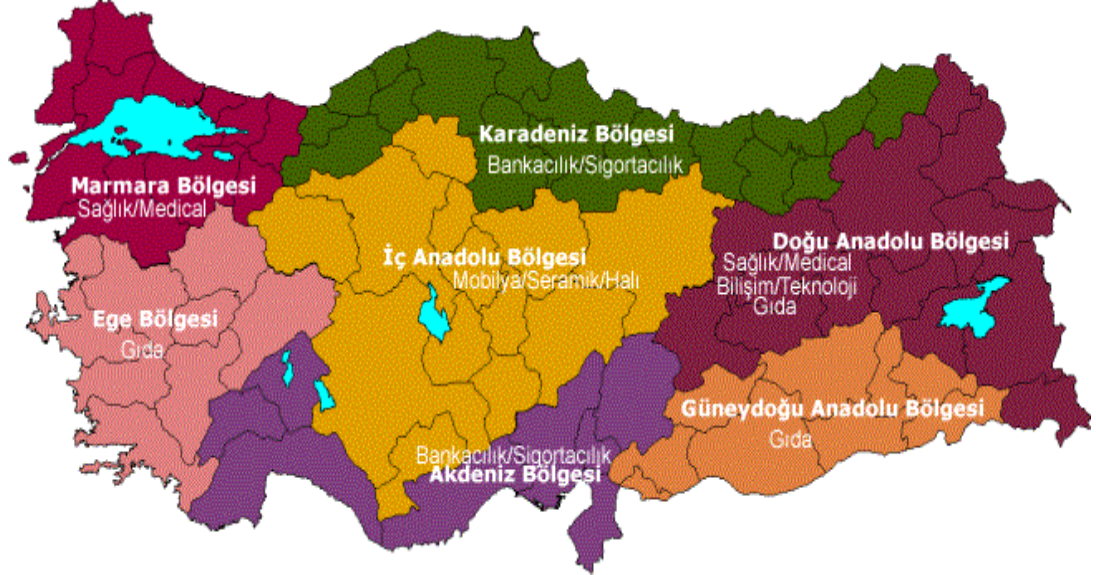 Karadeniz Bölgesi
Bankacılık/Sigortacılık
Marmara Bölgesi
Sağlık/Medical
Doğu Anadolu Bölgesi
Sağlık/Medical
Bilişim/Teknoloji
Gıda
İç Anadolu Bölgesi
Mobilya/Seramik/Halı
Ege Bölgesi
Gıda
Güneydoğu Anadolu Bölgesi
Gıda
Bankacılık/Sigortacılık
Akdeniz Bölgesi